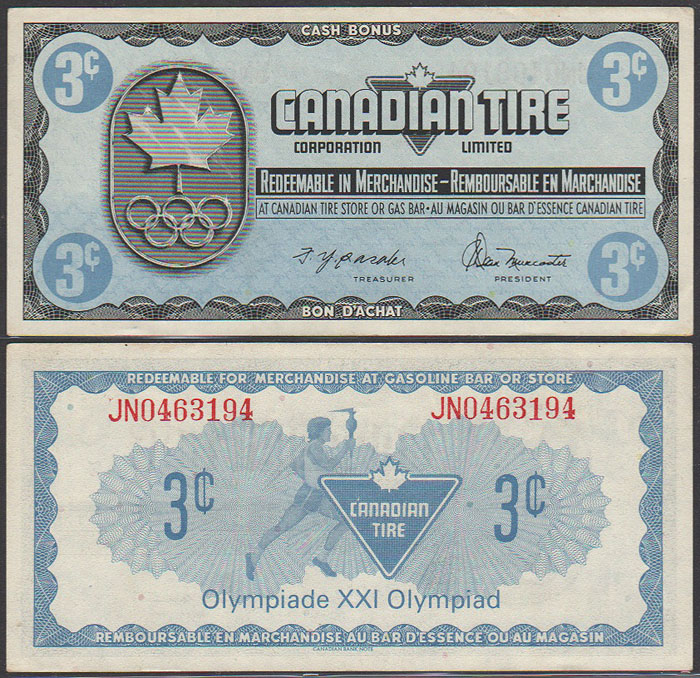 CASH BONUS
3¢ 3¢
CANADIAN TIRE
CORPORATION LIMITED
REDEEMABLE IN MERCHANDISE – REMBOURSABLE EN MARCHANDISE
AT CANADIAN TIRE STORE OR GAS BAR · AU MAGASIN OU BAR D'ESSENCE CANADIAN TIRE
TREASURER PRESIDENT
3¢ 3¢
BON D'ACHAT
REDEEMABLE FOR MERCHANDISE AT GASOLINE BAR OR STORE
JN0463194 JN0463194
3¢ 3¢
CANADIAN
TIRE
Olympiade XXI Olympiad
REMBOURSABLE EN MARCHANDISE AU BAR D'ESSENCE OU AU MAGASIN
CANADIAN BANK NOTE